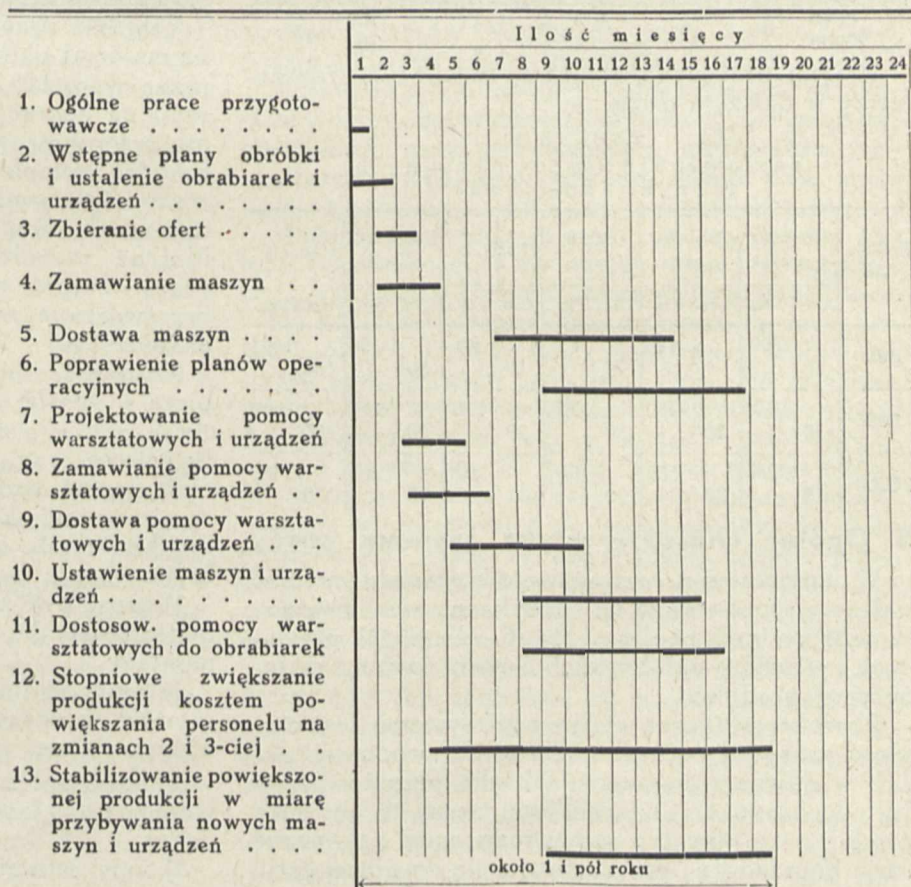 Ilość miesięcy
1 2 3 4 5 6 7 8 9 10 11 12 13 14 15 16 17 18 19 20 21 22 23 24
1. Ogólne prace przygoto-
wawcze . . . . . . . . .
2. Wstępne plany obróbki
i ustalenie obrabiarek i
urządzeń . . . . . . . .
3. Zbieranie ofert . . . . .
4. Zamawianie maszyn . .
5. Dostawa maszyn . . . .
6. Poprawienie planów ope-
racyjnych . . . . . . .
7. Projektowanie pomocy
warsztatowych i urządzeń
8. Zamawianie pomocy war-
sztatowych i urządzeń . .
9. Dostawa pomocy warszta-
towych i urządzeń . . .
10. Ustawienie maszyn i urzą-
dzeń . . . . . . . . . .
11. Dostosow. pomocy war-
sztatowych do obrabiarek
12. Stopniowe zwiększanie
produkcji kosztem po-
większania personelu na
zmianach 2 i 3-ciej . .
13. Stabilizowanie powiększo-
nej produkcji w miarę
przybywania nowych ma-
szyn i urządzeń . . . .
około 1 i pół roku